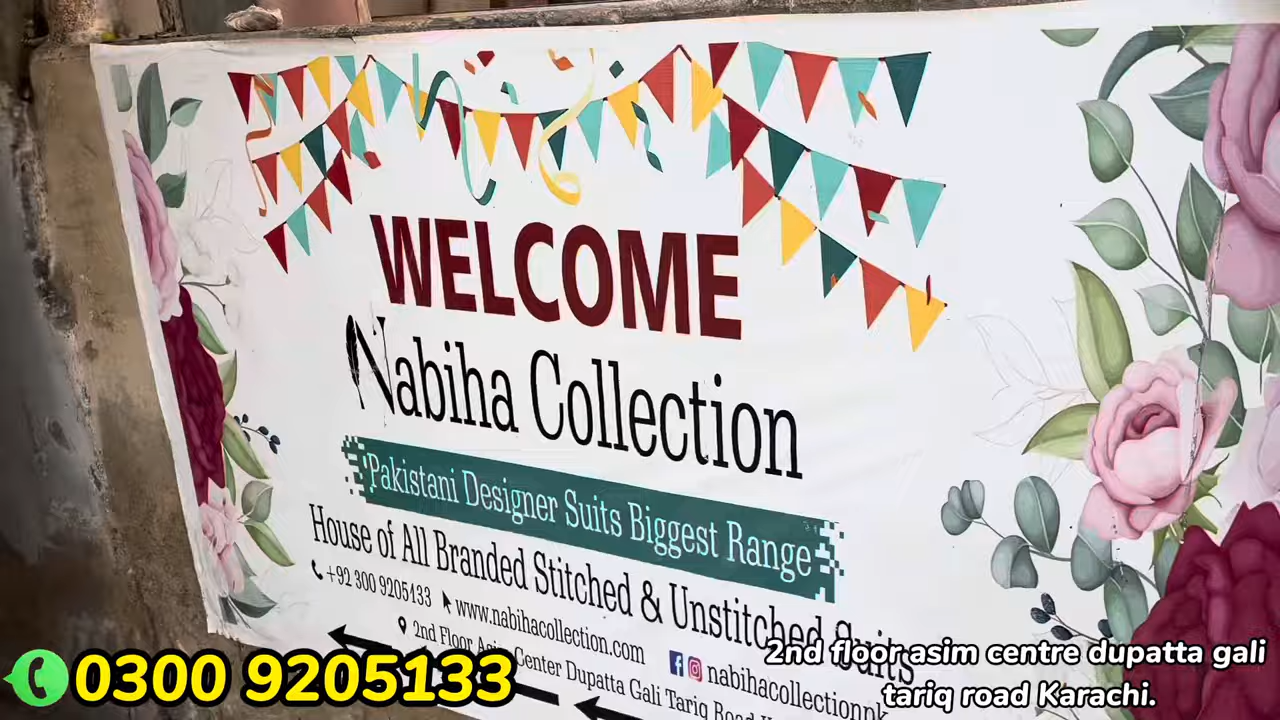 WELCOME
Nabiha Collection
Pakistani Designer Suits Biggest Range
House of All Branded Stitched & Unstitched Suits
+92 300 9205133 www.nabihacollection.com nabihacollectionpk
2nd Floor Asim Center Dupatta Gali Tariq Road
0300 9205133
2nd floor asim centre dupatta gali
tariq road Karachi.